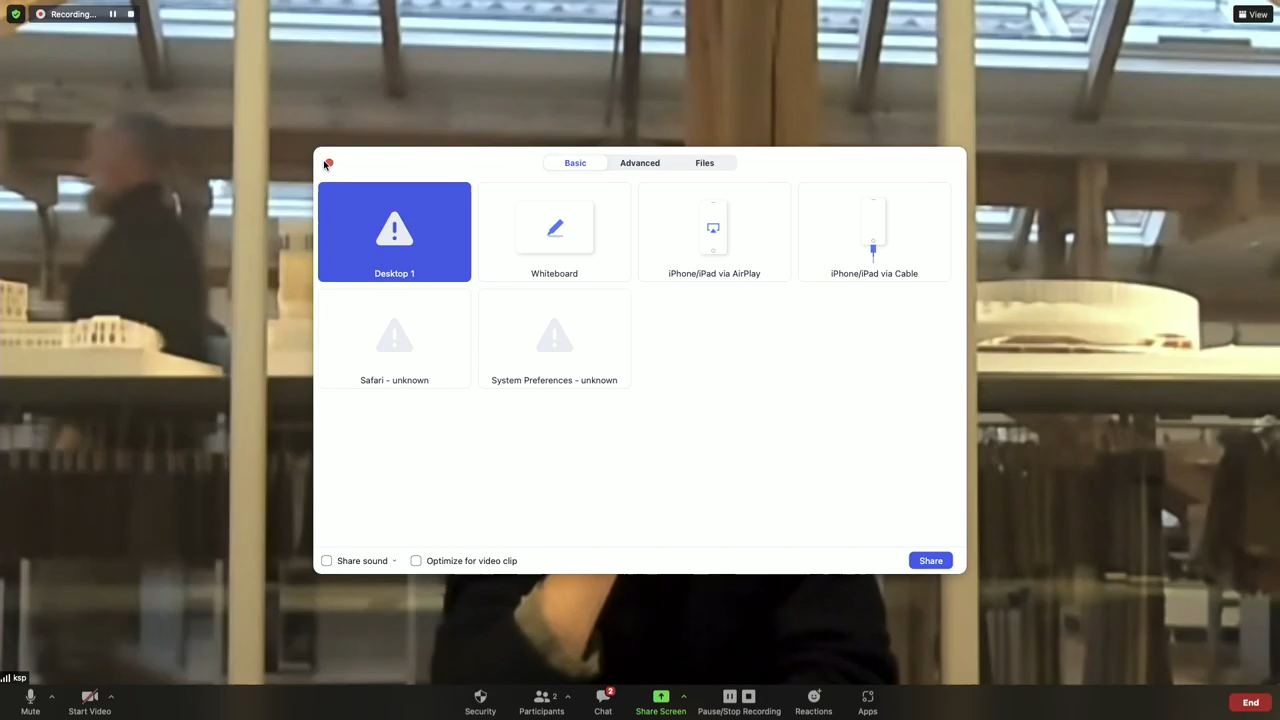 Recording...
View
Basic
Advanced
Files
Desktop 1
Whiteboard
iPhone/iPad via AirPlay
iPhone/iPad via Cable
Safari - unknown
System Preferences - unknown
Share sound
Optimize for video clip
Share
ksp
Mute
Start Video
Security
2
Participants
2
Chat
Share Screen
Pause/Stop Recording
Reactions
Apps
End